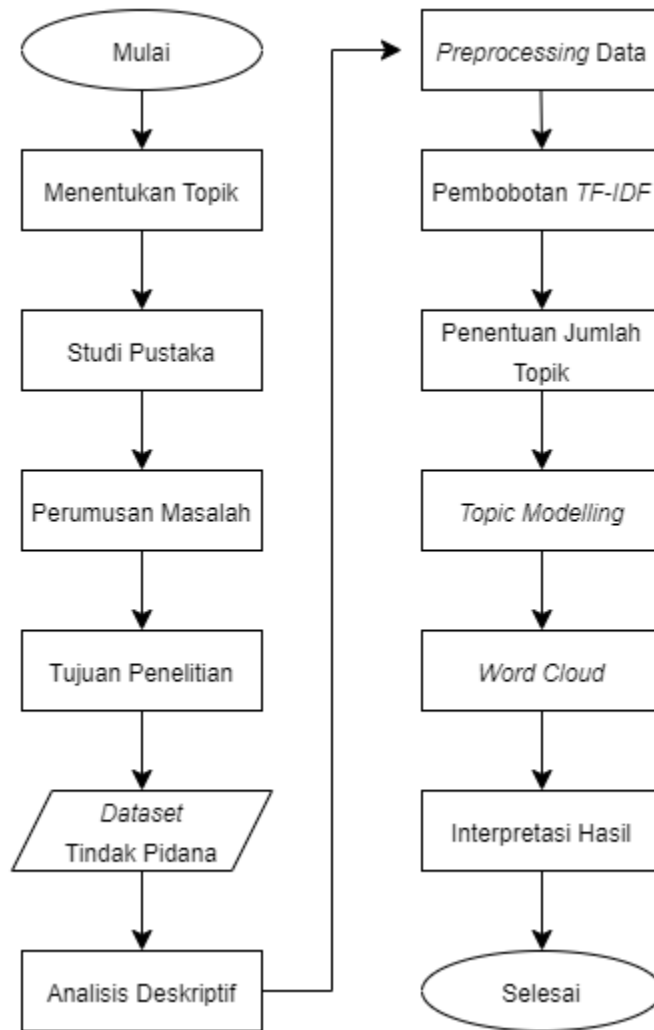 Mulai
Menentukan Topik
Studi Pustaka
Perumusan Masalah
Tujuan Penelitian
Dataset
Tindak Pidana
Analisis Deskriptif
Preprocessing Data
Pembobotan TF-IDF
Penentuan Jumlah
Topik
Topic Modelling
Word Cloud
Interpretasi Hasil
Selesai